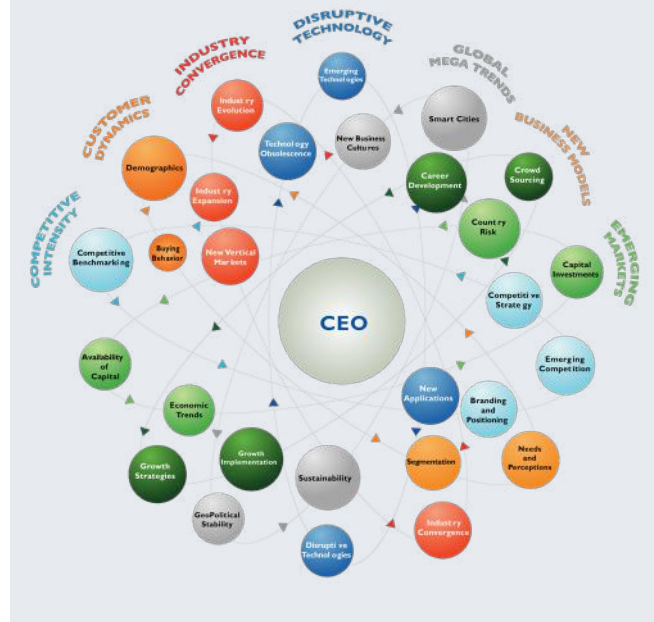 DISRUPTIVE
TECHNOLOGY
INDUSTRY
CONVERGENCE
GLOBAL
MEGA TRENDS
CUSTOMER
DYNAMICS
NEW
BUSINESS MODELS
COMPETITIVE
INTENSITY
EMERGING
MARKETS
Emerging
Technologies
Industry
Evolution
Smart Cities
Technology
Obsolescence
New Business
Cultures
Demographics
Career
Development
Crowd
Sourcing
Industry
Expansion
Country
Risk
Competitive
Benchmarking
Buying
Behavior
New Vertical
Markets
Capital
Investments
Competitive
Strategy
CEO
Availability
of
Capital
Emerging
Competition
New
Applications
Branding
and
Positioning
Economic
Trends
Growth
Strategies
Growth
Implementation
Sustainability
Segmentation
Needs
and
Perceptions
GeoPolitical
Stability
Industry
Convergence
Disruptive
Technologies